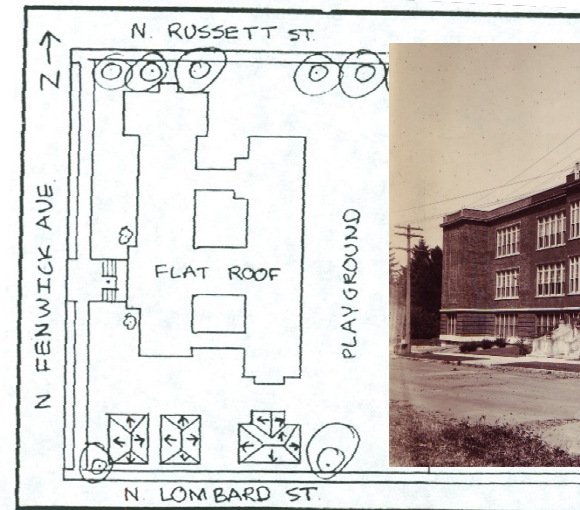 N. RUSSETT ST.
N
N FENWICK AVE.
FLAT ROOF
PLAYGROUND
N. LOMBARD ST.